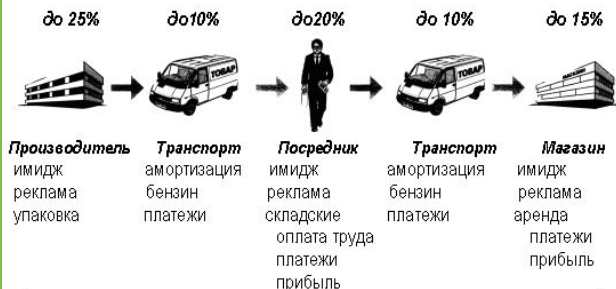 до 25% до10% до20% до 10% до 15%
ТОВАР ТОВАР МАГАЗИН
Производитель Транспорт Посредник Транспорт Магазин
имидж амортизация имидж амортизация имидж
реклама бензин реклама бензин реклама
упаковка платежи складские платежи аренда
оплата труда платежи
платежи прибыль
прибыль